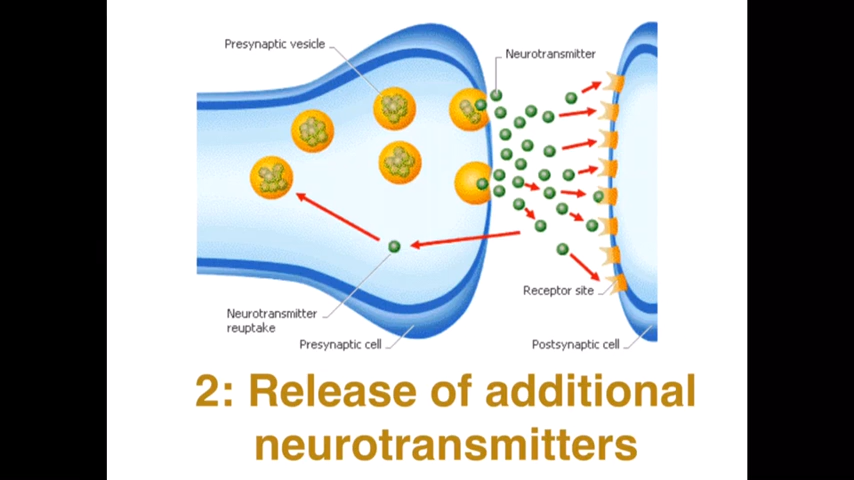 Presynaptic vesicle
Neurotransmitter
Receptor site
Neurotransmitter
reuptake
Presynaptic cell
Postsynaptic cell
2: Release of additional
neurotransmitters